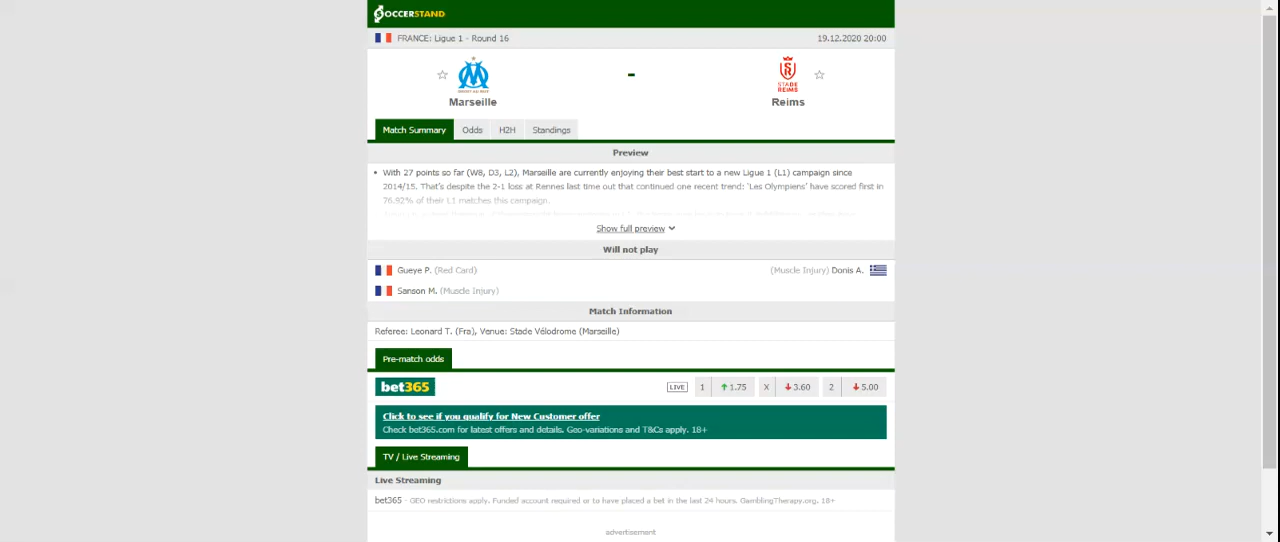 SOCCERSTAND
FRANCE: Ligue 1 - Round 16 19.12.2020 20:00
STADE
REIMS
Marseille - Reims
Match Summary Odds H2H Standings
Preview
• With 27 points so far (W8, D3, L2), Marseille are currently enjoying their best start to a new Ligue 1 (L1) campaign since
2014/15. That's despite the 2-1 loss at Rennes last time out that continued one recent trend: 'Les Olympiens' have scored first in
76.92% of their L1 matches this campaign.
Show full preview
Will not play
Gueye P. (Red Card) (Muscle Injury) Donis A.
Sanson M. (Muscle Injury)
Match Information
Referee: Leonard T. (Fra), Venue: Stade Vélodrome (Marseille)
Pre-match odds
bet365 LIVE 1 1.75 X 3.60 2 5.00
Click to see if you qualify for New Customer offer
Check bet365.com for latest offers and details. Geo-variations and T&Cs apply. 18+
TV / Live Streaming
Live Streaming
bet365 - GEO restrictions apply. Funded account required or to have placed a bet in the last 24 hours. GamblingTherapy.org. 18+
advertisement